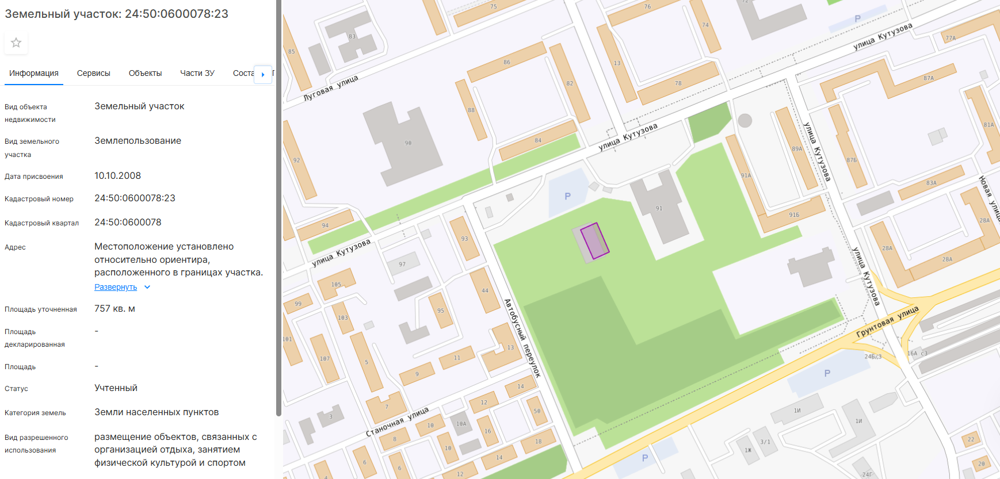 Земельный участок: 24:50:0600078:23
Информация
Сервисы
Объекты
Части ЗУ
Соста
Вид объекта
недвижимости
Земельный участок
Вид земельного
участка
Землепользование
Дата присвоения
10.10.2008
Кадастровый номер
24:50:0600078:23
Кадастровый квартал
24:50:0600078
Адрес
Местоположение установлено
относительно ориентира,
расположенного в границах участка.
Развернуть
Площадь уточненная
757 кв. м
Площадь
декларированная
-
Площадь
-
Статус
Учтенный
Категория земель
Земли населенных пунктов
Вид разрешенного
использования
размещение объектов, связанных с
организацией отдыха, занятием
физической культурой и спортом
75
76
72
P
74
улица Кутузова
77А
83
85
86
13
87А
82
78
Луговая улица
88
81А
90
84
улица Кутузова
улица Кутузова
89А
92
87Б
91А
83А
Новая улица
P
91
94
91Б
28А
93
улица Кутузова
28А
28А
97
105
44
улица Кутузова
99
Автобусный переулок
95
103
Грунтовая улица
101
107
13
16А с3
11
5
24Б/3
9
P
14
12
7
50
1И
3
Станочная улица
10
10А
1И
16
8
18
22
3/1
10
1Ж
14
P
6
6
20
12
24Г
4